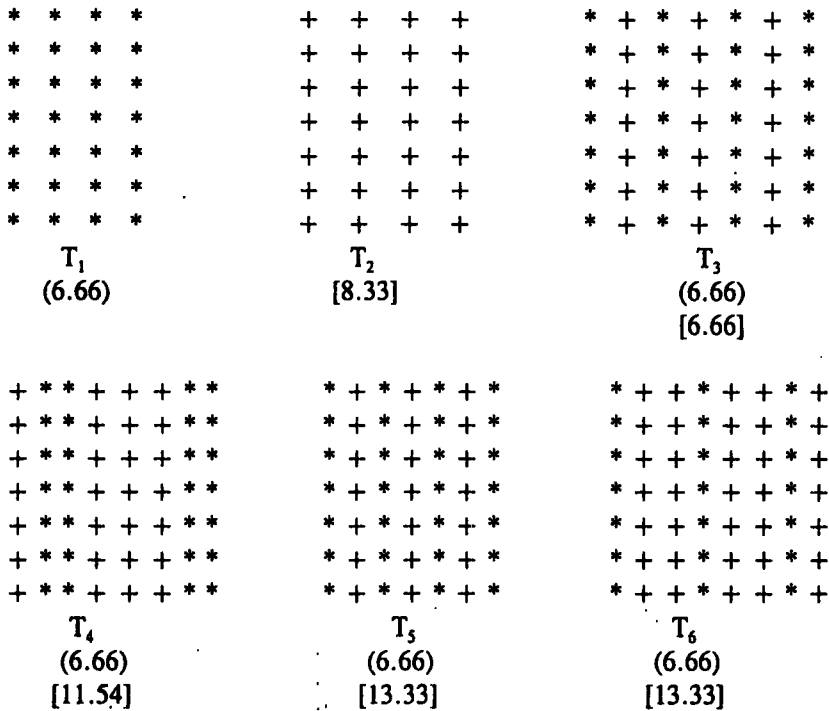 * * * * + + + + * + * + * + *
* * * * + + + + * + * + * + *
* * * * + + + + * + * + * + *
* * * * + + + + * + * + * + *
* * * * + + + + * + * + * + *
* * * * + + + + * + * + * + *
* * * * + + + + * + * + * + *
T₁ T₂ T₃
(6.66) [8.33] (6.66)
[6.66]
+ * * + + + * * * + * + * + * * + + * + + * +
+ * * + + + * * * + * + * + * * + + * + + * +
+ * * + + + * * * + * + * + * * + + * + + * +
+ * * + + + * * * + * + * + * * + + * + + * +
+ * * + + + * * * + * + * + * * + + * + + * +
+ * * + + + * * * + * + * + * * + + * + + * +
+ * * + + + * * * + * + * + * * + + * + + * +
T₄ T₅ T₆
(6.66) (6.66) (6.66)
[11.54] [13.33] [13.33]